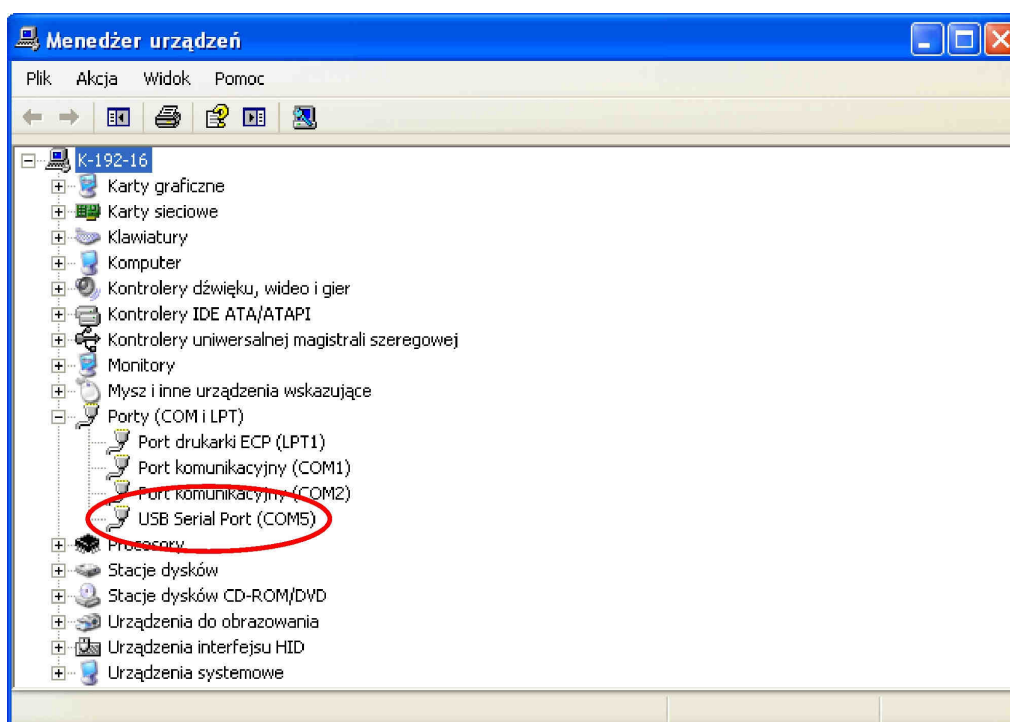 Menedżer urządzeń
Plik Akcja Widok Pomoc
K-192-16
Karty graficzne
Karty sieciowe
Klawiatury
Komputer
Kontrolery dźwięku, wideo i gier
Kontrolery IDE ATA/ATAPI
Kontrolery uniwersalnej magistrali szeregowej
Monitory
Mysz i inne urządzenia wskazujące
Porty (COM i LPT)
Port drukarki ECP (LPT1)
Port komunikacyjny (COM1)
Port komunikacyjny (COM2)
USB Serial Port (COM5)
Procesory
Stacje dysków
Stacje dysków CD-ROM/DVD
Urządzenia do obrazowania
Urządzenia interfejsu HID
Urządzenia systemowe